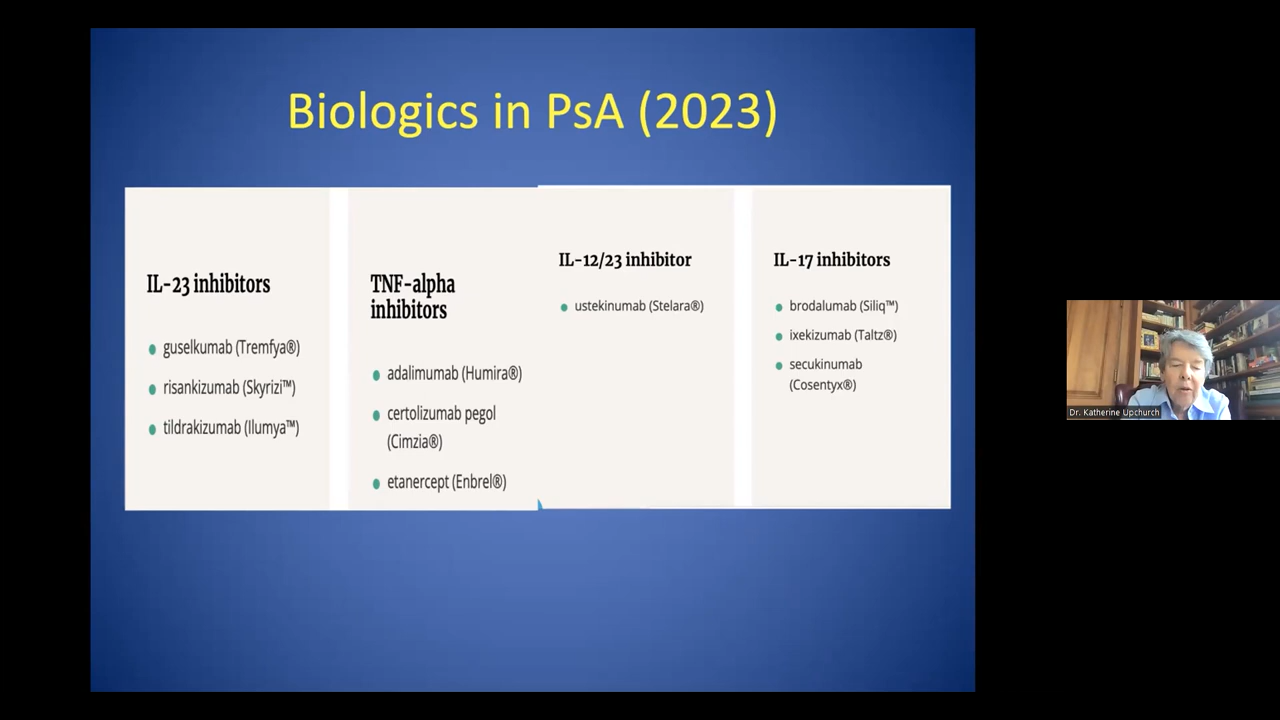 Biologics in PsA (2023)
IL-23 inhibitors
guselkumab (Tremfya®)
risankizumab (Skyrizi™)
tildrakizumab (Ilumya™)
TNF-alpha
inhibitors
adalimumab (Humira®)
certolizumab pegol
(Cimzia®)
etanercept (Enbrel®)
IL-12/23 inhibitor
ustekinumab (Stelara®)
IL-17 inhibitors
brodalumab (Siliq™)
ixekizumab (Taltz®)
secukinumab
(Cosentyx®)
Dr. Katherine Upchurch